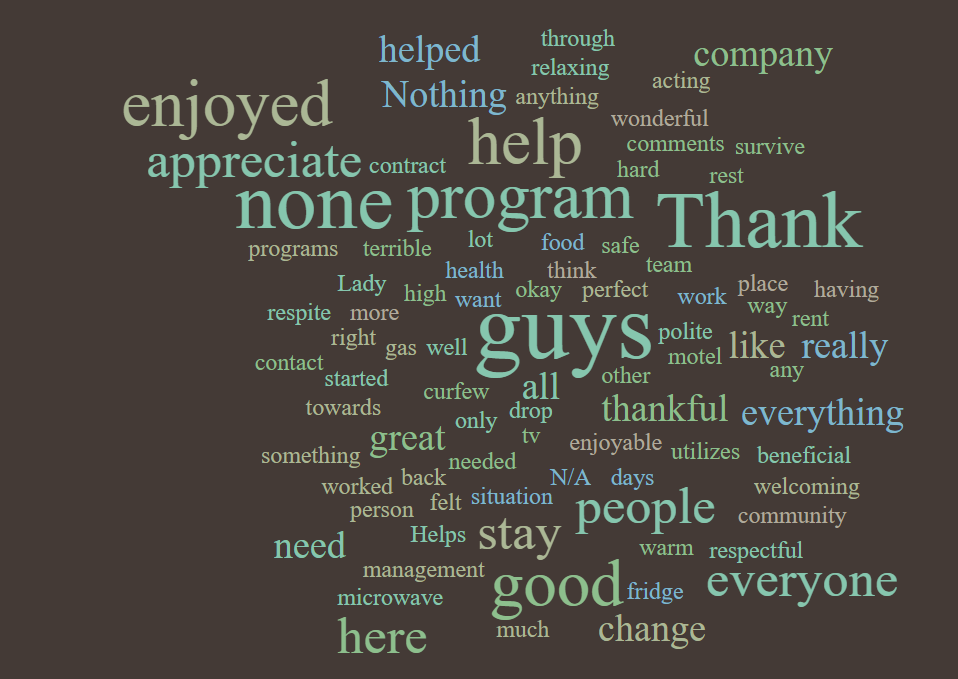 through
helped
company
relaxing
acting
Nothing
anything
enjoyed
wonderful
help
comments
survive
appreciate
contract
hard
rest
none
program
Thank
programs
terrible
lot
food
safe
team
health
think
Lady
high
want
okay
perfect
work
place
having
way
respite
more
guys
rent
right
gas
well
polite
like
really
motel
contact
any
started
other
curfew
all
towards
only
drop
thankful
everything
great
tv
enjoyable
utilizes
something
needed
beneficial
back
N/A
days
worked
felt
situation
welcoming
person
people
community
Helps
stay
need
warm
respectful
management
good
everyone
microwave
fridge
here
much
change